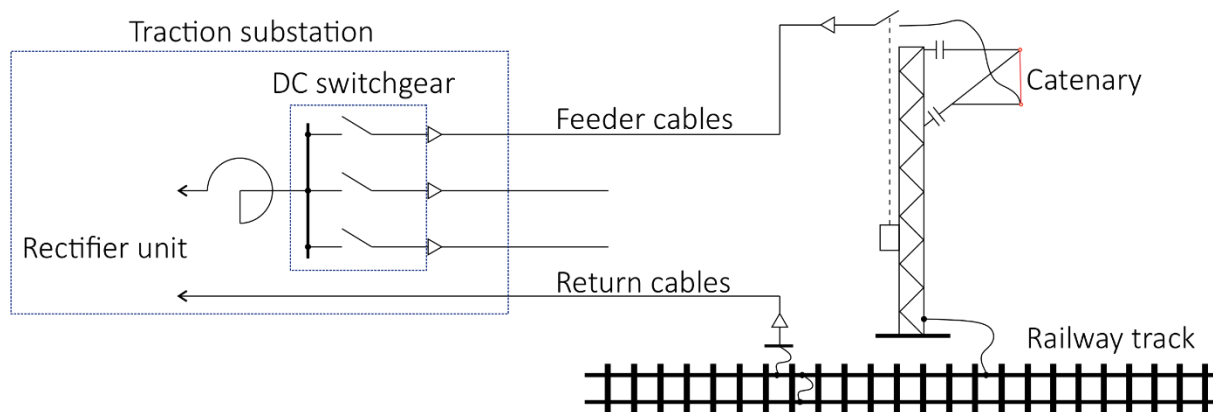 Traction substation
DC switchgear
Catenary
Feeder cables
Rectifier unit
Return cables
Railway track